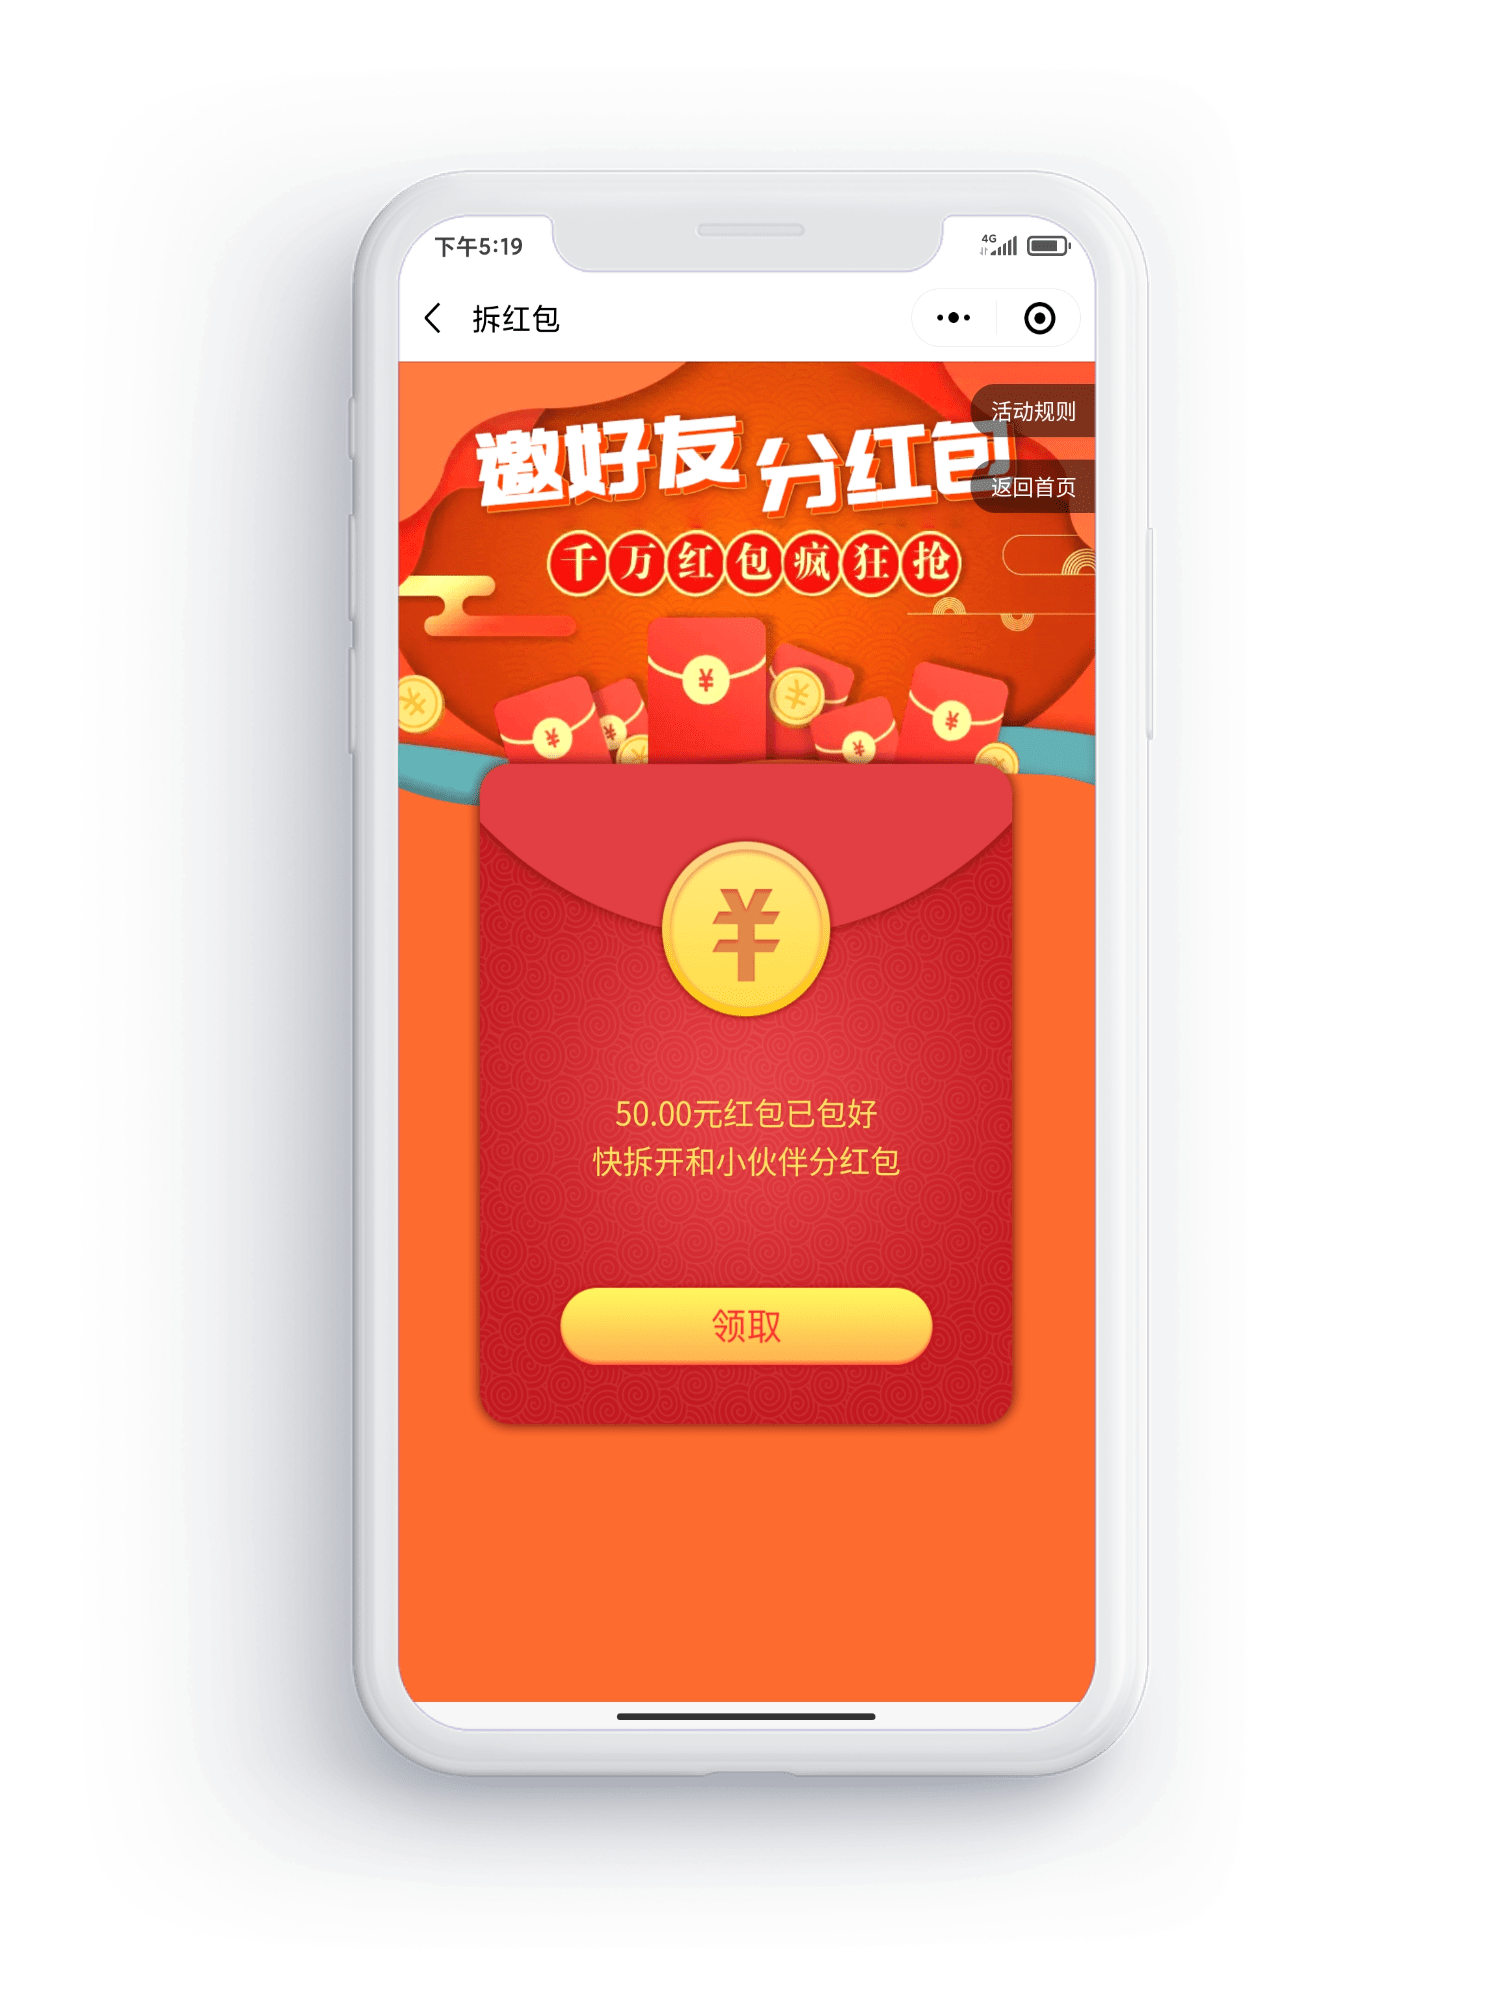 下午5:19
4G
拆红包
活动规则
邀好友 分红包
返回首页
千万红包疯狂抢
50.00元红包已包好
快拆开和小伙伴分红包
领取